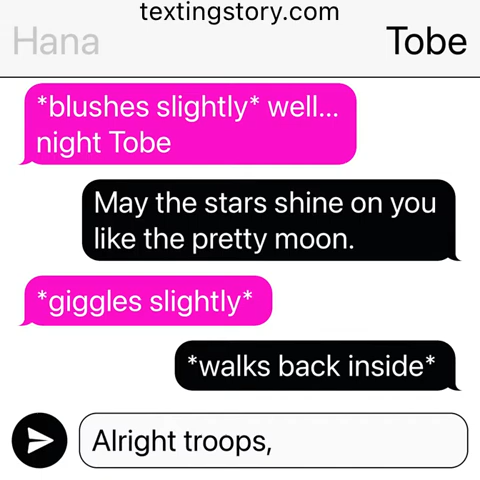 textingstory.com
Hana
Tobe
*blushes slightly* well...
night Tobe
May the stars shine on you
like the pretty moon.
*giggles slightly*
*walks back inside*
Alright troops,